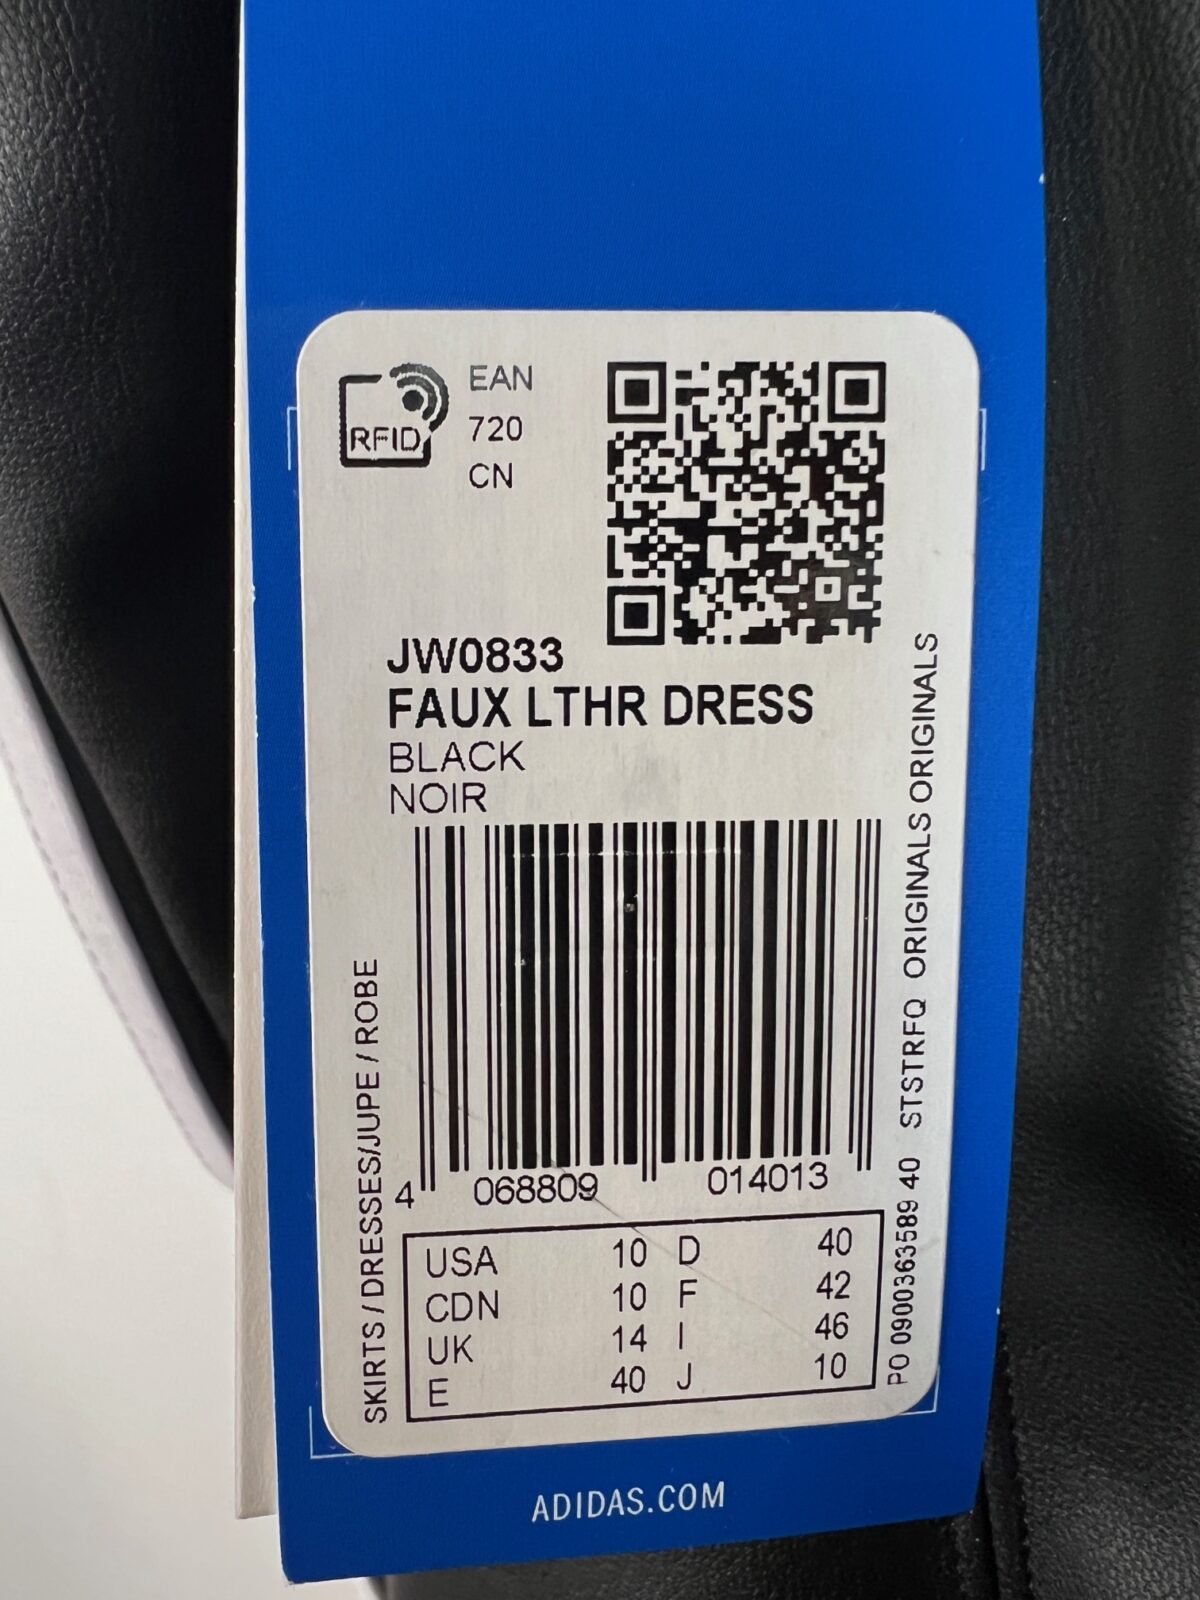 RFID
EAN
720
CN
JW0833
FAUX LTHR DRESS
BLACK
NOIR
4 068809 014013
SKIRTS / DRESSES/JUPE / ROBE
PO 0900363589 40 STSTRFQ ORIGINALS ORIGINALS
USA 10 D 40
CDN 10 F 42
UK 14 I 46
E 40 J 10
ADIDAS.COM